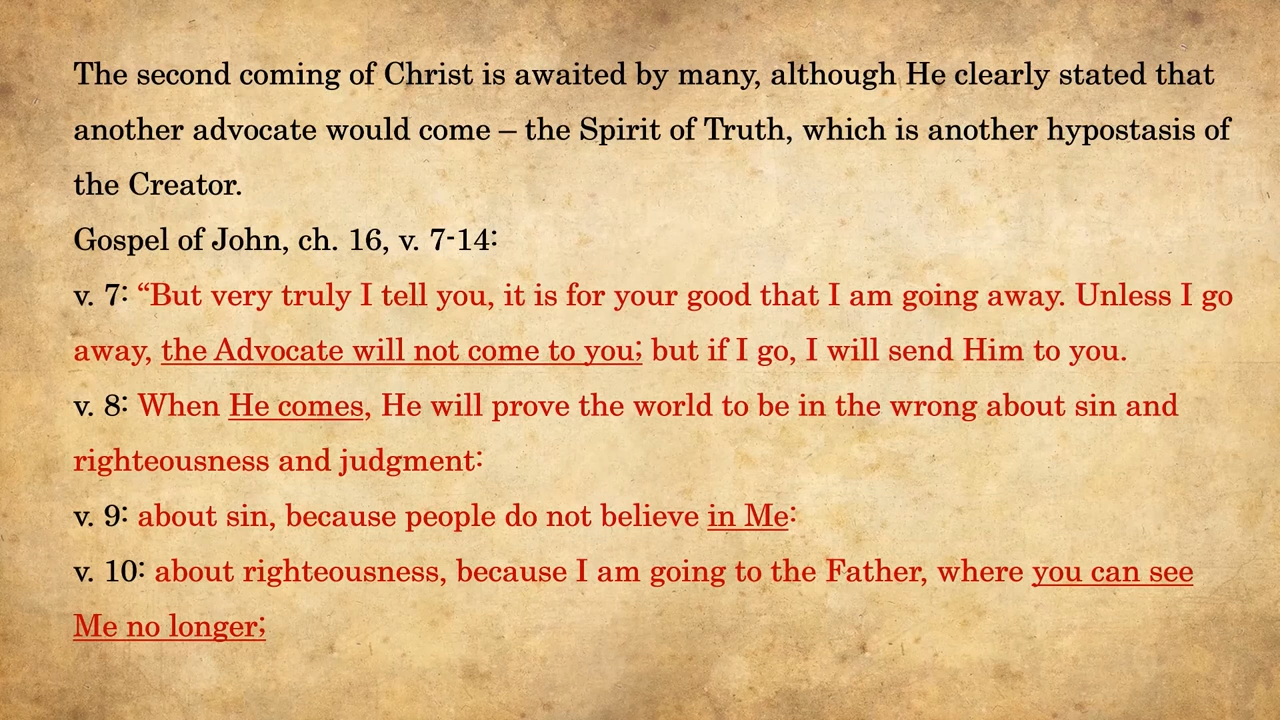 The second coming of Christ is awaited by many, although He clearly stated that
another advocate would come – the Spirit of Truth, which is another hypostasis of
the Creator.
Gospel of John, ch. 16, v. 7-14:
v. 7: “But very truly I tell you, it is for your good that I am going away. Unless I go
away, the Advocate will not come to you; but if I go, I will send Him to you.
v. 8: When He comes, He will prove the world to be in the wrong about sin and
righteousness and judgment:
v. 9: about sin, because people do not believe in Me:
v. 10: about righteousness, because I am going to the Father, where you can see
Me no longer;